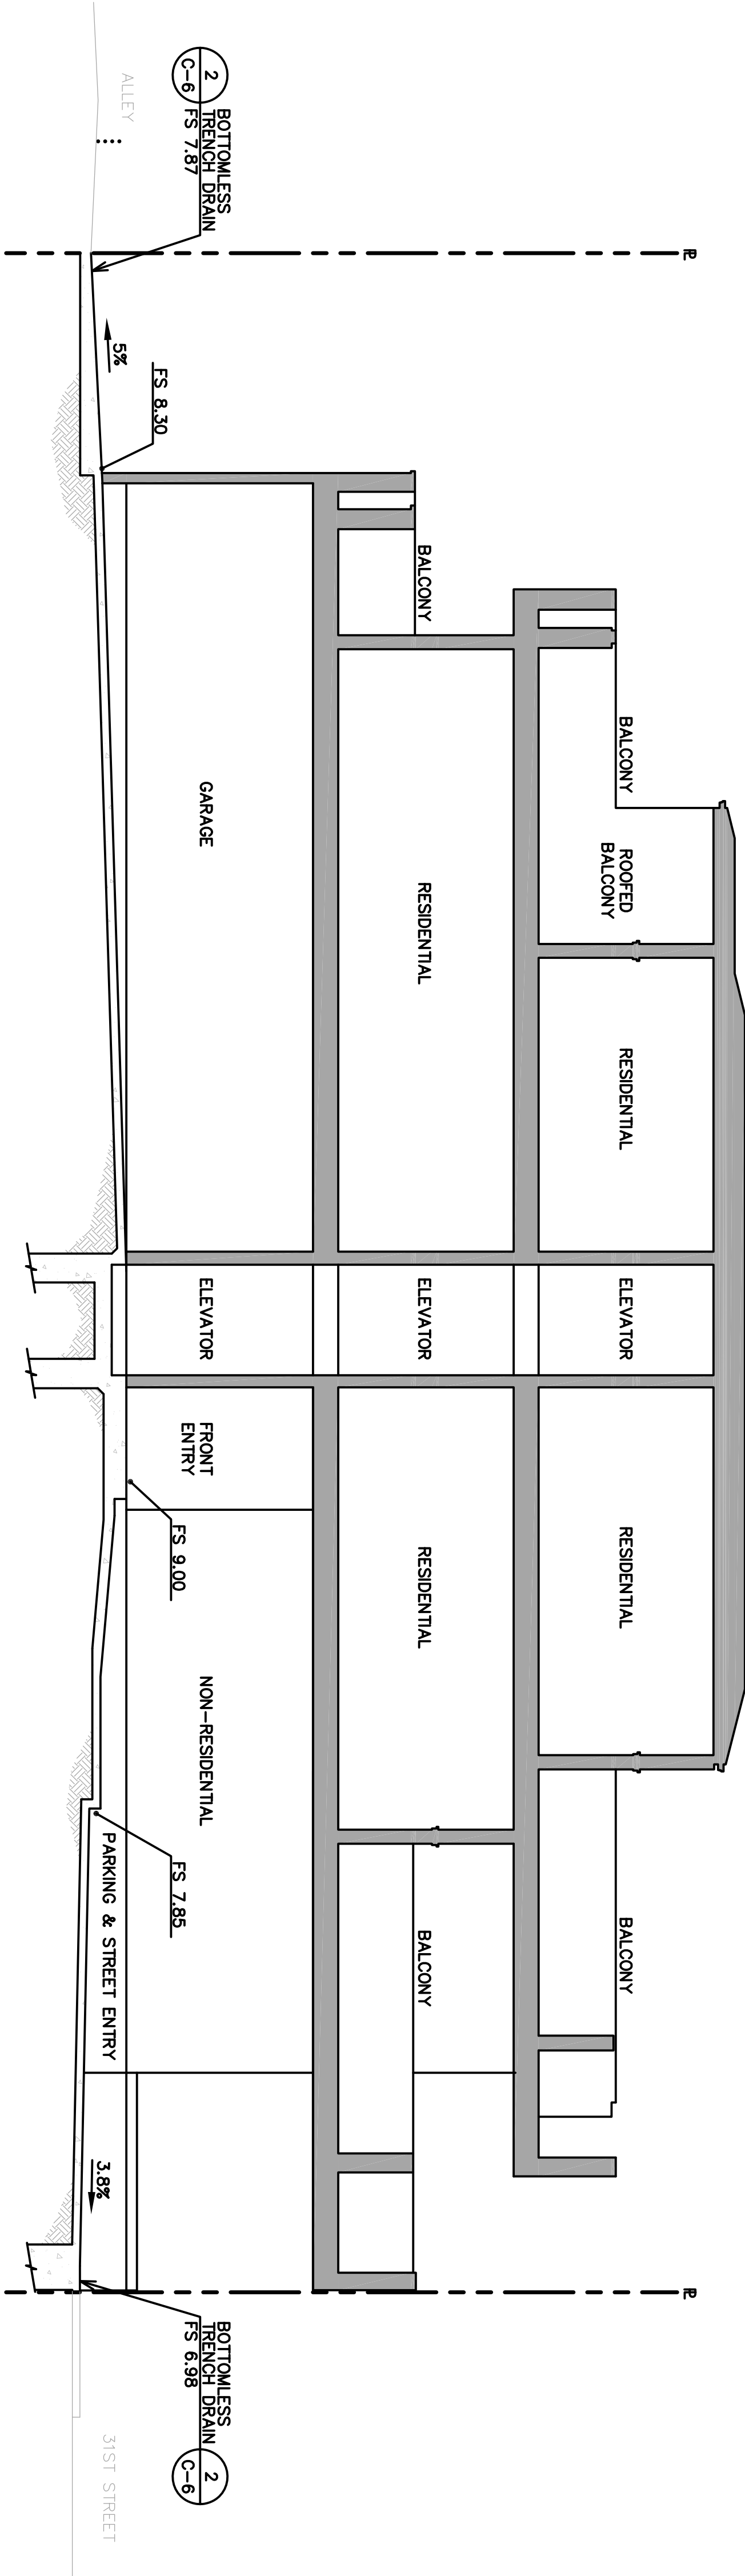 2
C-6
BOTTOMLESS
TRENCH DRAIN
FS 7.87
ALLEY
PL
5%
FS 8.30
BALCONY
BALCONY
ROOFED
BALCONY
GARAGE
RESIDENTIAL
RESIDENTIAL
ELEVATOR
ELEVATOR
ELEVATOR
FRONT
ENTRY
FS 9.00
RESIDENTIAL
RESIDENTIAL
NON-RESIDENTIAL
FS 7.85
PARKING & STREET ENTRY
BALCONY
BALCONY
3.8%
PL
BOTTOMLESS
TRENCH DRAIN
FS 6.98
2
C-6
31ST STREET